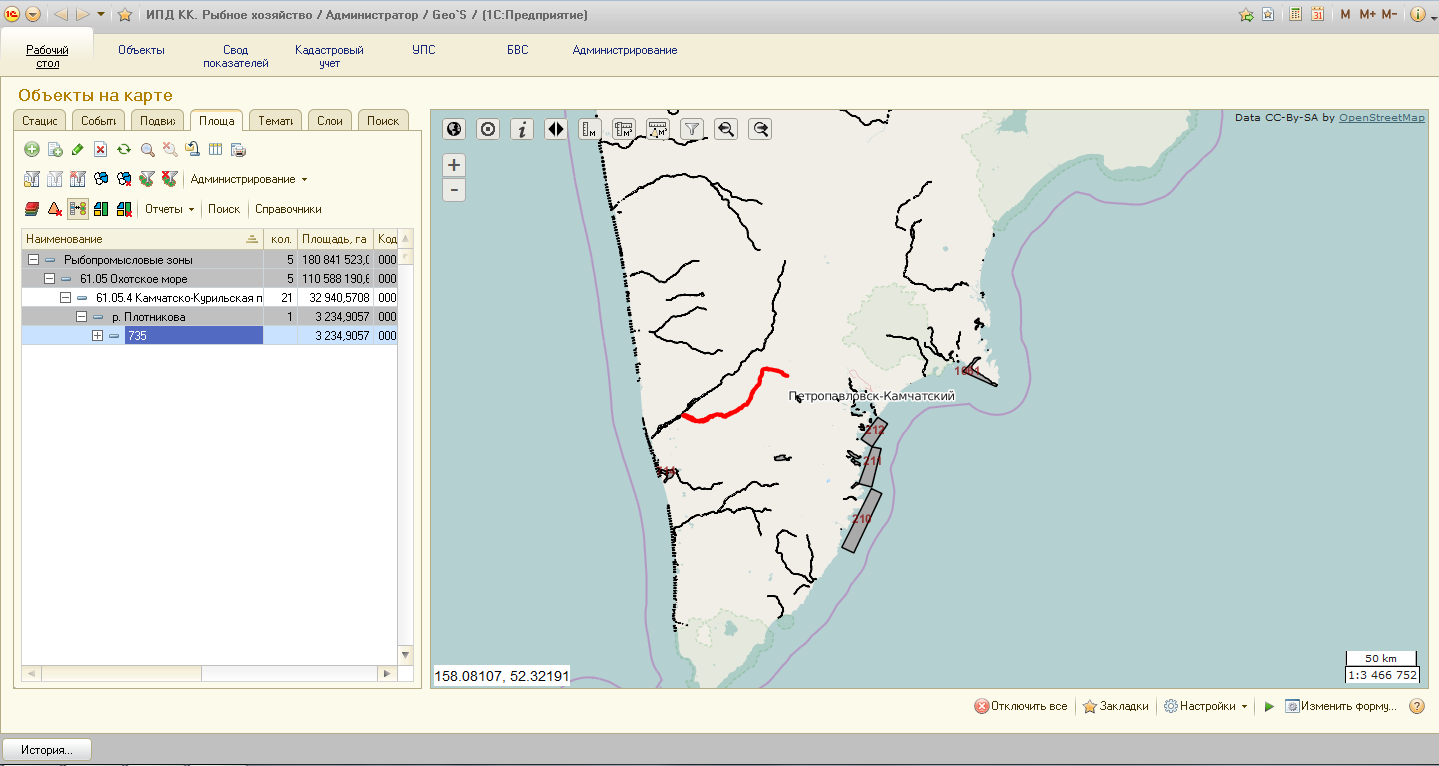 ИПД КК. Рыбное хозяйство / Администратор / Geo`S / (1С:Предприятие)
M M+ M-
Рабочий стол
Объекты
Свод показателей
Кадастровый учет
УПС
БВС
Администрирование
Объекты на карте
Стацис
Событи
Подвиж
Площа
Темати
Слои
Поиск
Администрирование
Отчеты
Поиск
Справочники
Наименование кол. Площадь, га Код
Рыбопромысловые зоны 5 180 841 523,0 000
61.05 Охотское море 5 110 588 190,6 000
61.05.4 Камчатско-Курильская п 21 32 940,5708 000
р. Плотникова 1 3 234,9057 000
735 3 234,9057 000
Data CC-By-SA by OpenStreetMap
+
-
Петропавловск-Камчатский
212
211
210
158.08107, 52.32191
50 km
1:3 466 752
Отключить все
Закладки
Настройки
Изменить форму...
История...